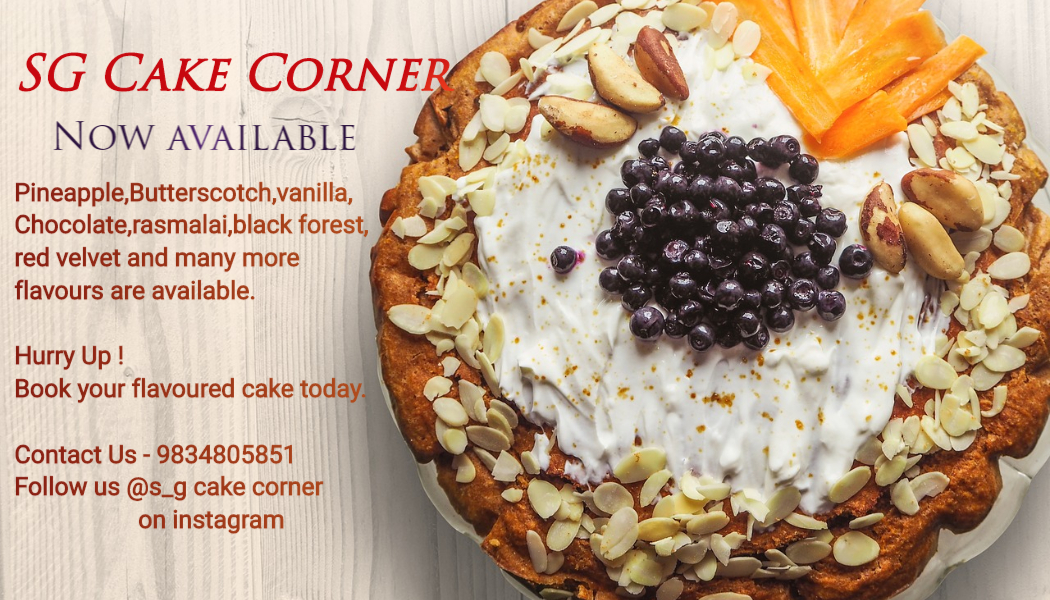 SG Cake Corner
Now available
Pineapple,Butterscotch,vanilla,
Chocolate,rasmalai,black forest,
red velvet and many more
flavours are available.
Hurry Up !
Book your flavoured cake today.
Contact Us - 9834805851
Follow us @s_g cake corner
on instagram